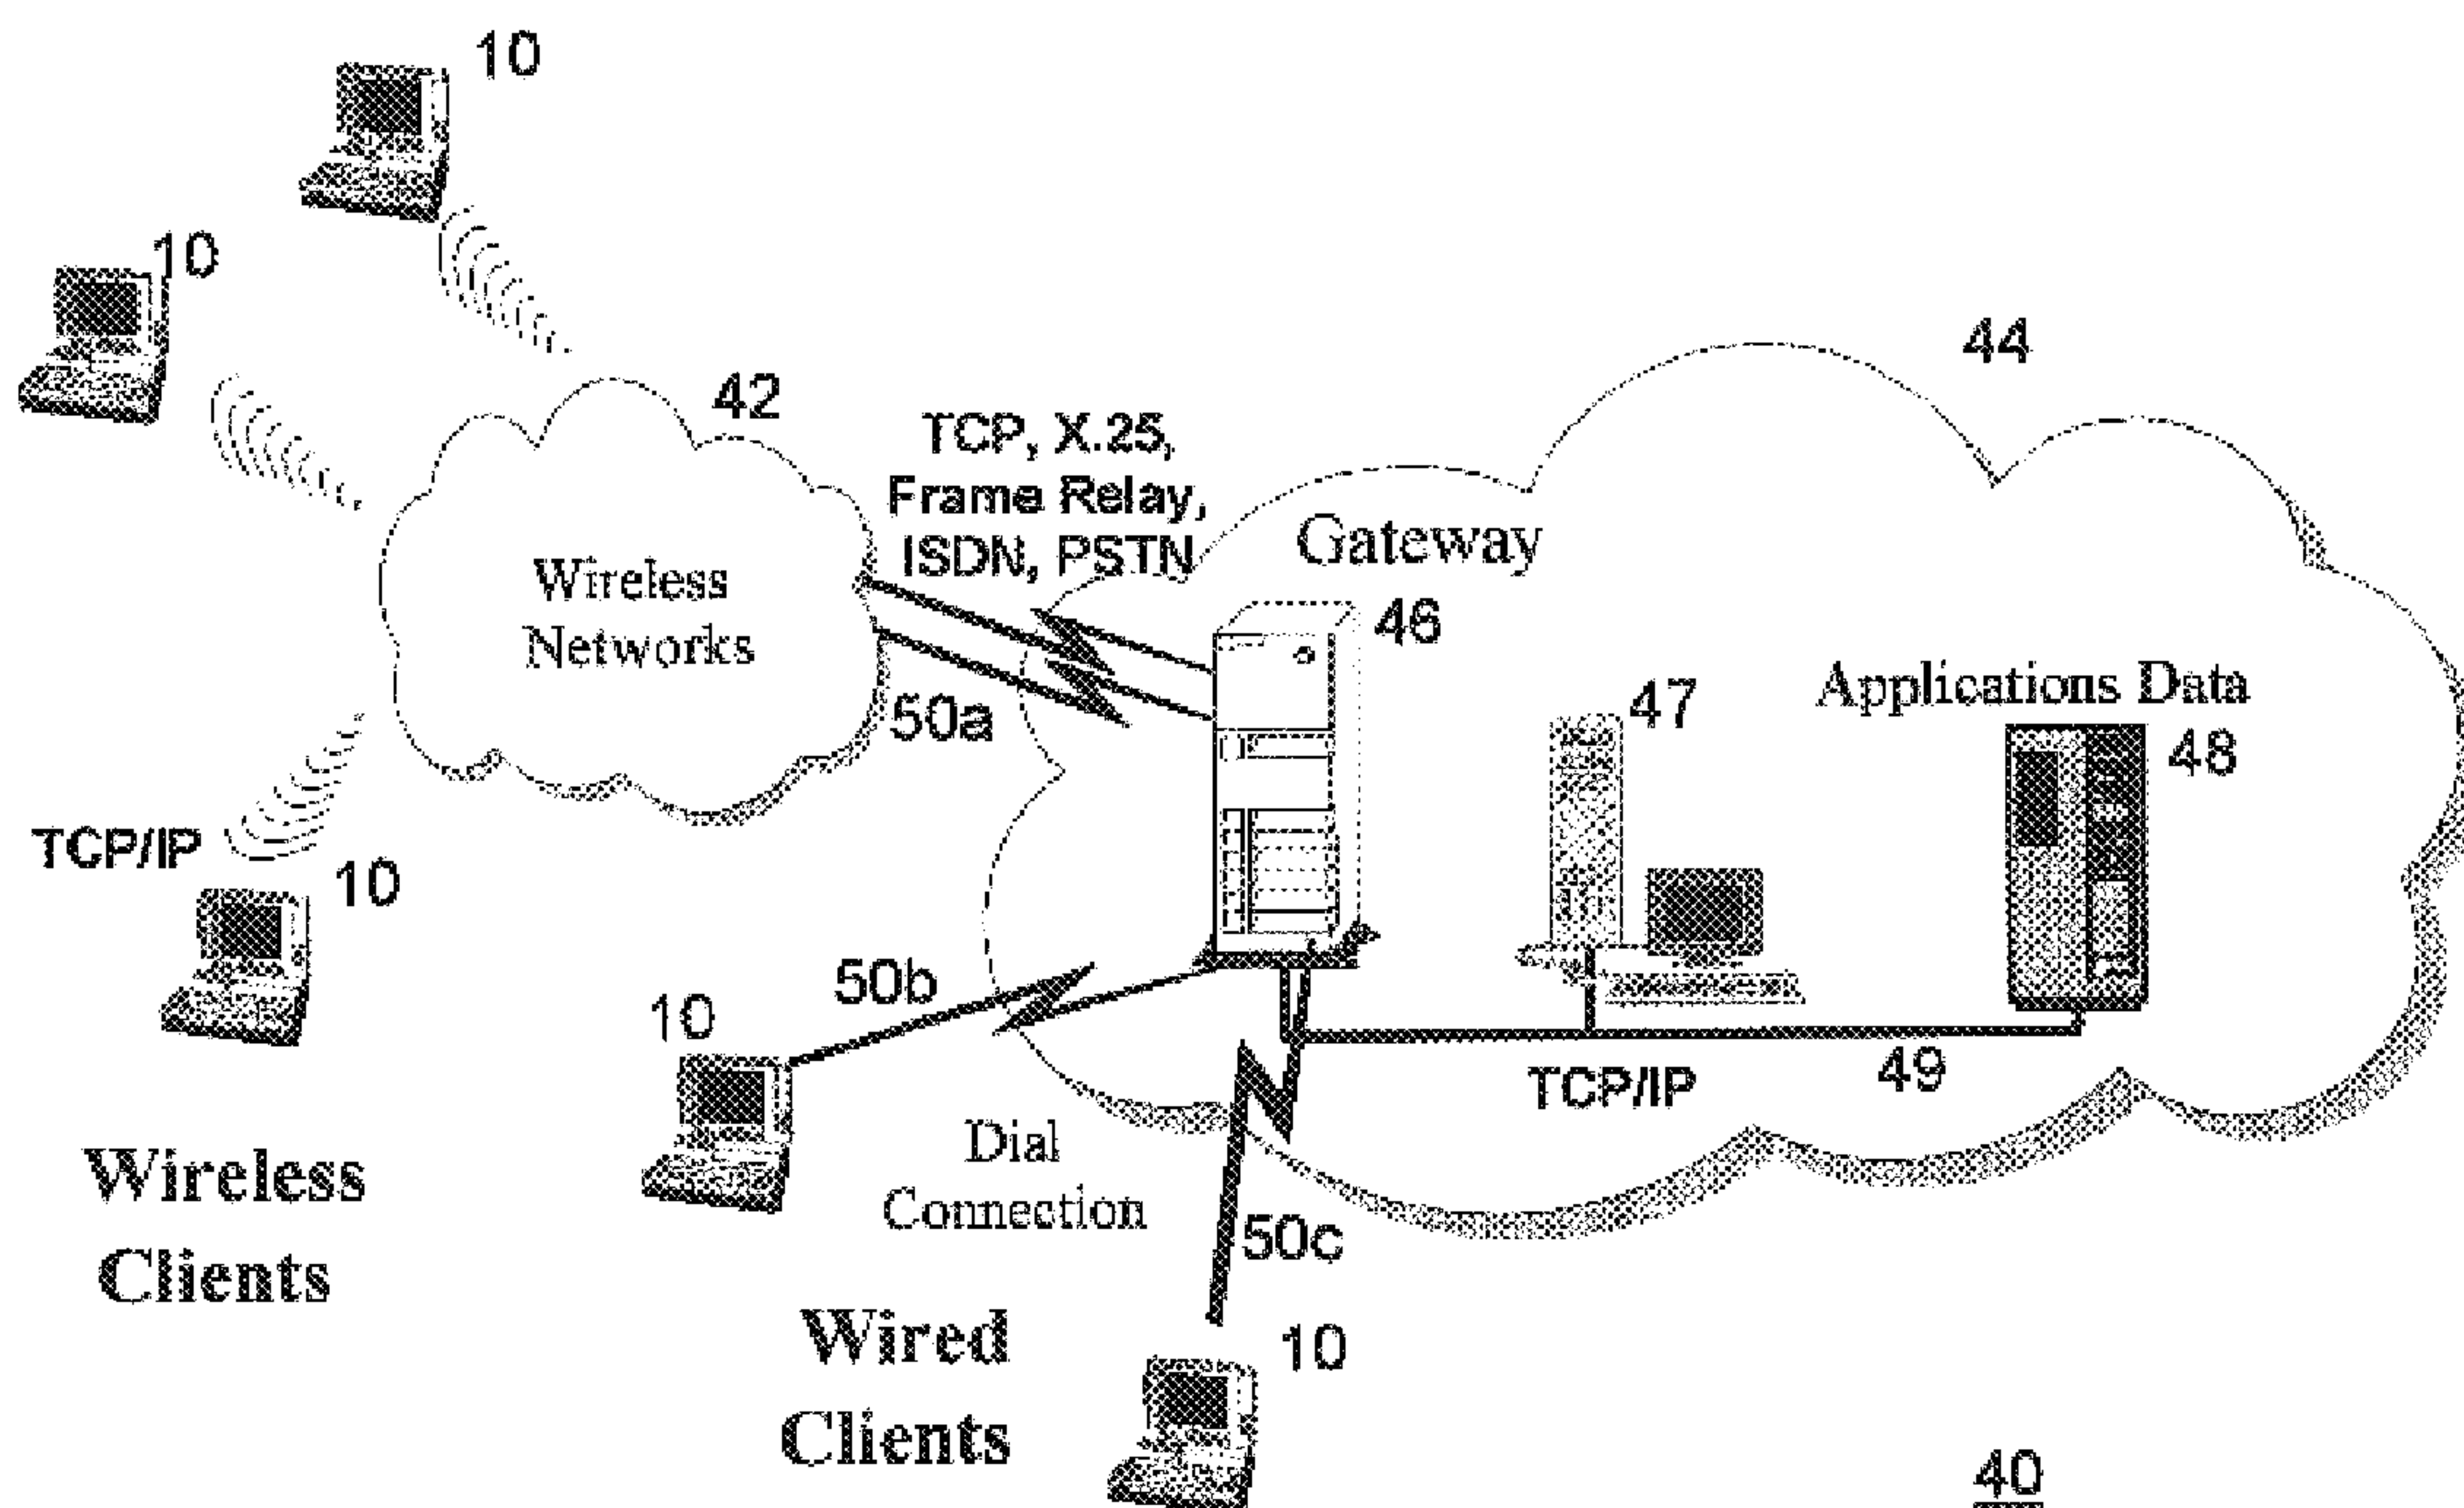 10
10
44
42
TCP, X.25,
Frame Relay,
ISDN, PSTN
Gateway
Wireless
Networks
46
50a
47
Applications Data
48
TCP/IP
10
50b
10
TCP/IP
49
Dial
Connection
Wireless
Clients
50c
Wired
Clients
10
40